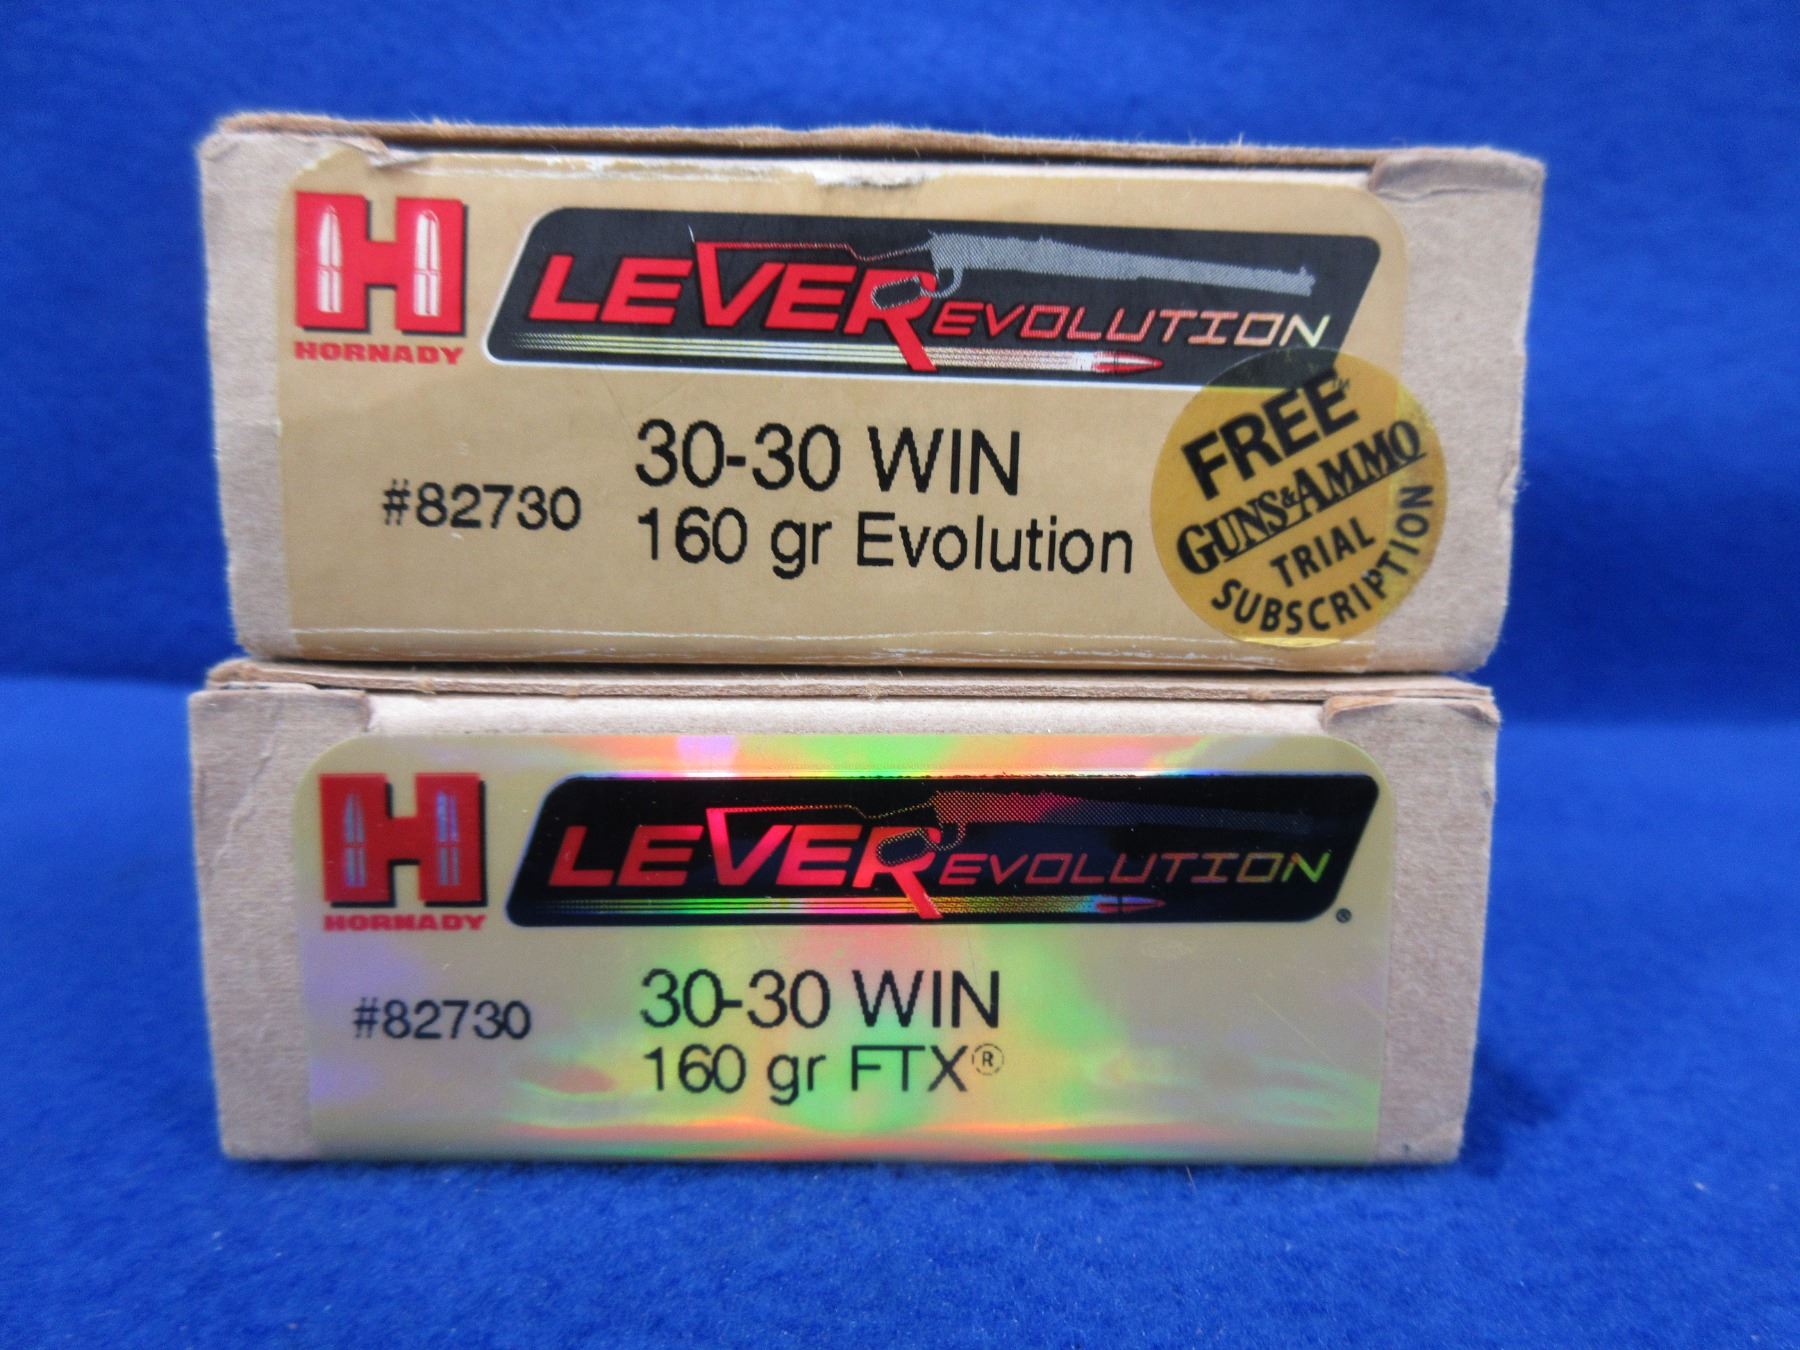 HORNADY
LEVEREVOLUTION
30-30 WIN
#82730
160 gr Evolution
FREE
GUNS&AMMO
TRIAL
SUBSCRIPTION
HORNADY
LEVEREVOLUTION
®
30-30 WIN
#82730
160 gr FTX®